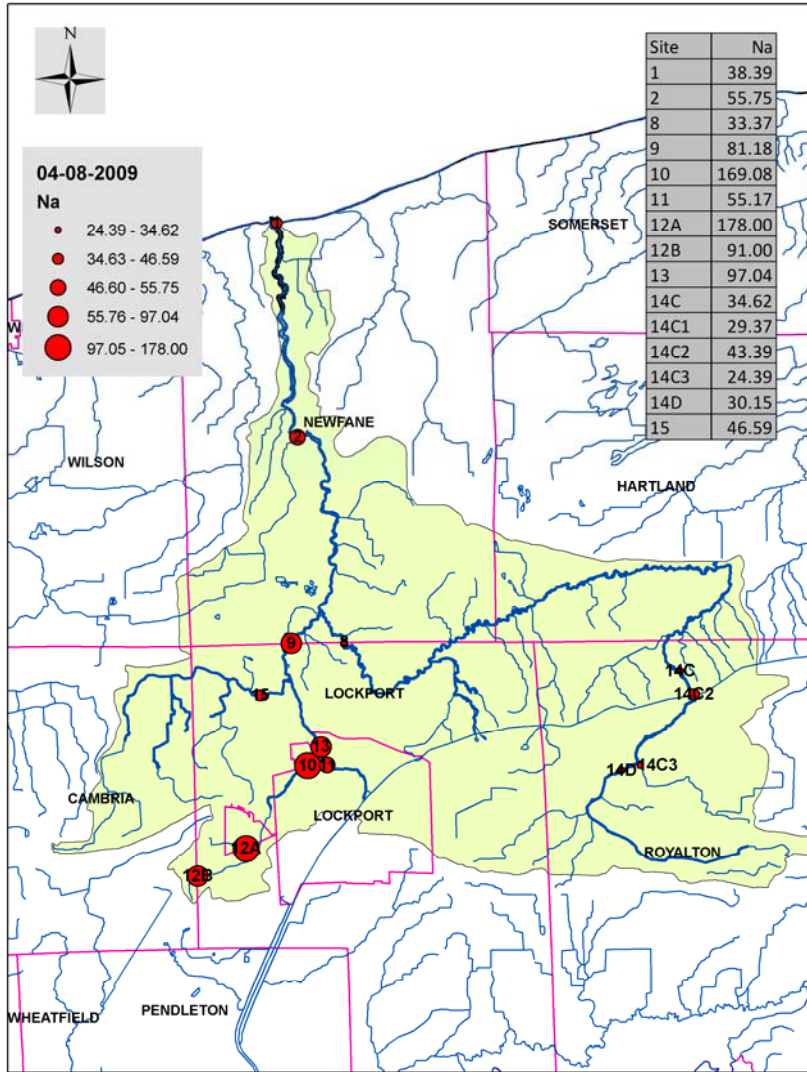 N
Site Na
1 38.39
2 55.75
8 33.37
9 81.18
10 169.08
11 55.17
12A 178.00
12B 91.00
13 97.04
14C 34.62
14C1 29.37
14C2 43.39
14C3 24.39
14D 30.15
15 46.59
04-08-2009
Na
24.39 - 34.62
34.63 - 46.59
46.60 - 55.75
55.76 - 97.04
97.05 - 178.00
SOMERSET
W
NEWFANE
2
WILSON
HARTLAND
9
8
14C
15
LOCKPORT
14C2
13
10
11
14C3
14D
CAMBRIA
LOCKPORT
12A
ROYALTON
12B
PENDLETON
WHEATFIELD